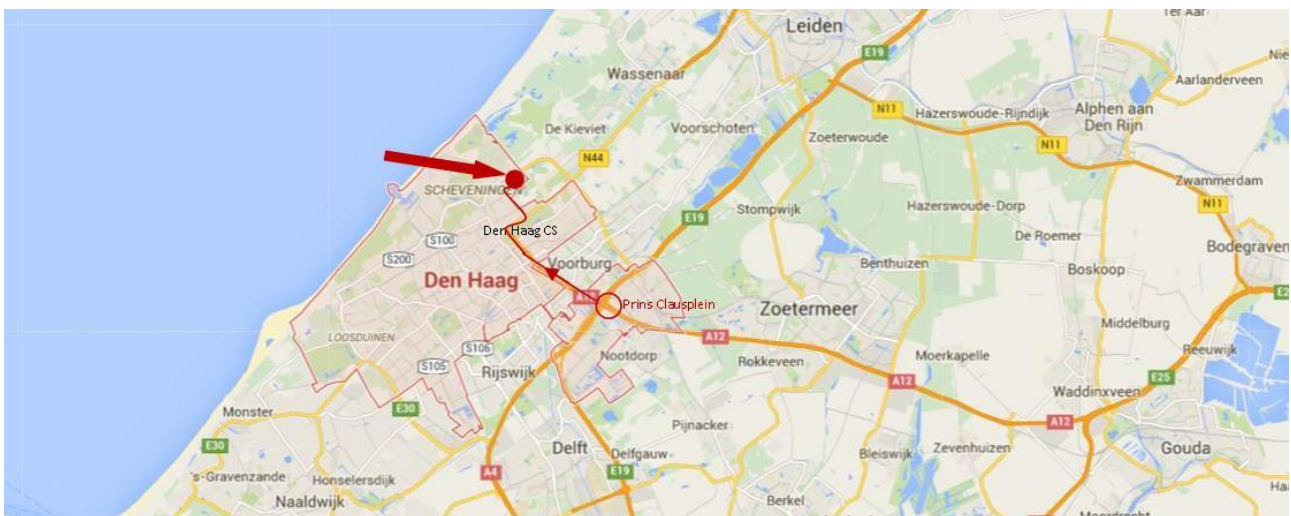 Leiden
Ter Aar
E19
Wassenaar
Aarlanderveen
N11
Hazerswoude-Rijndijk
Alphen aan
Den Rijn
De Kieviet
Voorschoten
Zoeterwoude
N11
N44
Zwammerdam
SCHEVENINGEN
N11
E19
Stompwijk
Hazerswoude-Dorp
Den Haag CS
De Roemer
S100
Bodegraven
S200
Voorburg
Benthuizen
Boskoop
Den Haag
Prins Clausplein
Zoetermeer
Middelburg
LOOSDUINEN
S106
A12
Nootdorp
Moerkapelle
Reeuwijk
S105
Rijswijk
Rokkeveen
E25
A12
Waddinxveen
Monster
E30
A12
Pijnacker
E30
Delft
Zevenhuizen
Gouda
Delfgauw
Bleiswijk
's-Gravenzande
Honselersdijk
A4
E19
Naaldwijk
Berkel